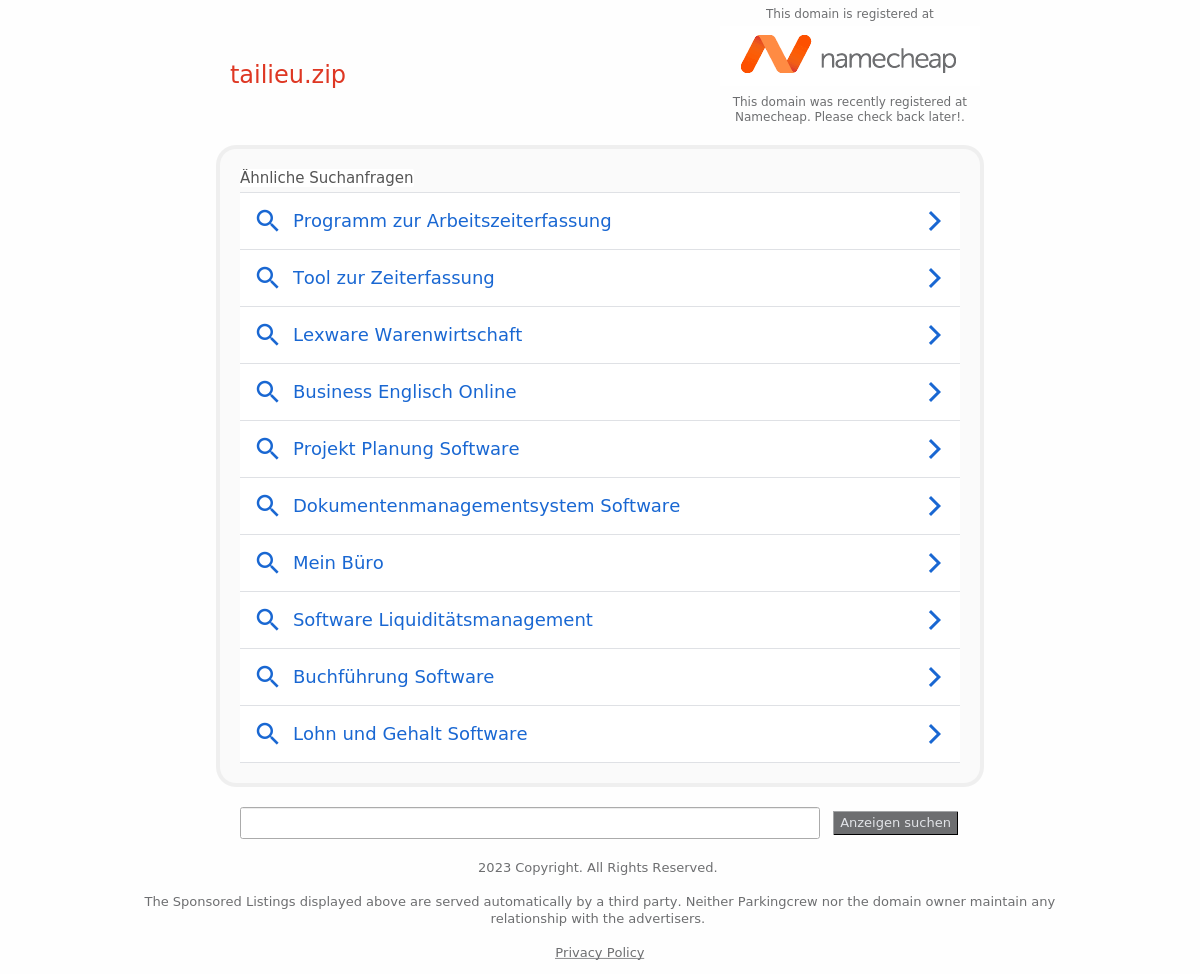 This domain is registered at
namecheap
tailieu.zip
This domain was recently registered at
Namecheap. Please check back later!.
Ähnliche Suchanfragen
Programm zur Arbeitszeiterfassung
Tool zur Zeiterfassung
Lexware Warenwirtschaft
Business Englisch Online
Projekt Planung Software
Dokumentenmanagementsystem Software
Mein Büro
Software Liquiditätsmanagement
Buchführung Software
Lohn und Gehalt Software
Anzeigen suchen
2023 Copyright. All Rights Reserved.
The Sponsored Listings displayed above are served automatically by a third party. Neither Parkingcrew nor the domain owner maintain any
relationship with the advertisers.
Privacy Policy